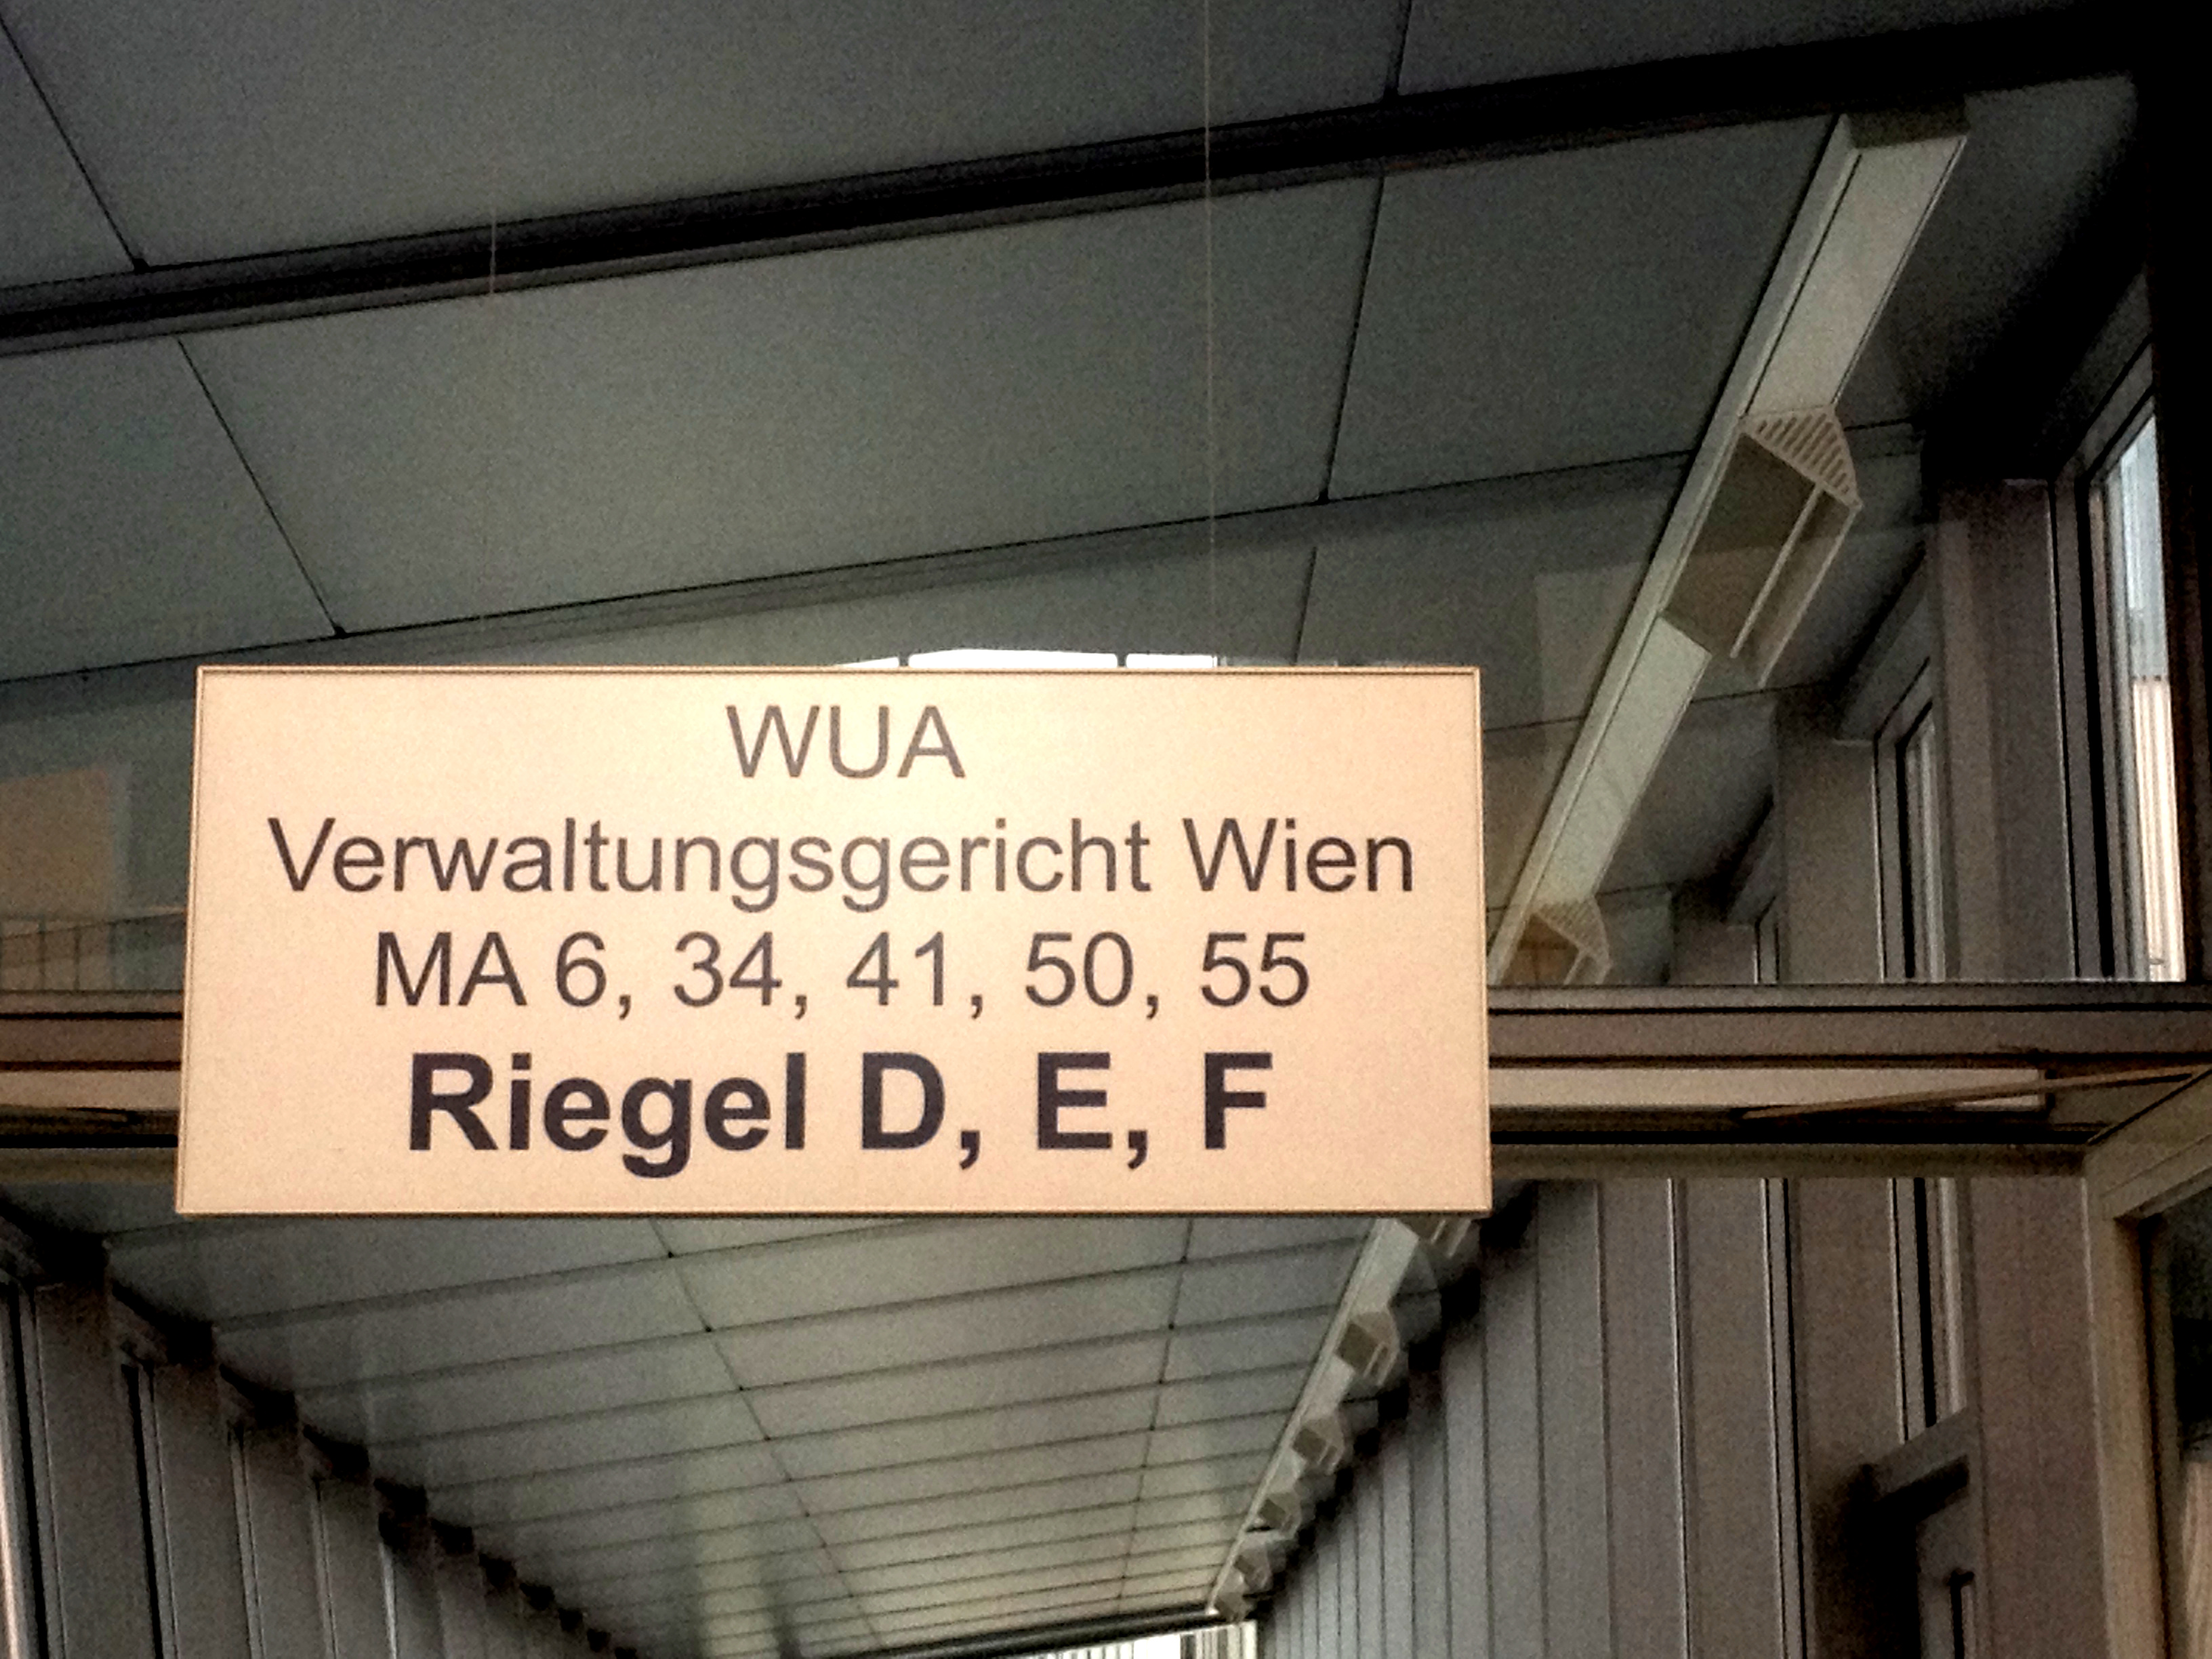 WUA
Verwaltungsgericht Wien
MA 6, 34, 41, 50, 55
Riegel D, E, F